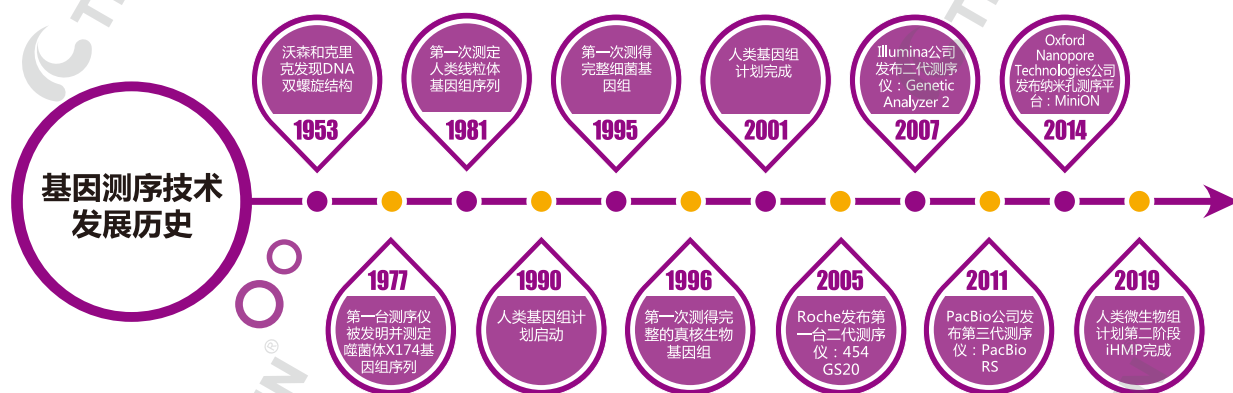 基因测序技术
发展历史
沃森和克里
克发现DNA
双螺旋结构
1953
第一台测序仪
被发明并测定
噬菌体X174基
因组序列
1977
第一次测定
人类线粒体
基因组序列
1981
1990
人类基因组计
划启动
第一次测得
完整细菌基
因组
1995
1996
第一次测得完
整的真核生物
基因组
人类基因组
计划完成
2001
2005
Roche发布第
一台二代测序
仪：454
GS20
Illumina公司
发布二代测序
仪：Genetic
Analyzer 2
2007
2011
PacBio公司发
布第三代测序
仪：PacBio
RS
Oxford
Nanopore
Technologies公司
发布纳米孔测序平
台：MiniON
2014
2019
人类微生物组
计划第二阶段
iHMP完成